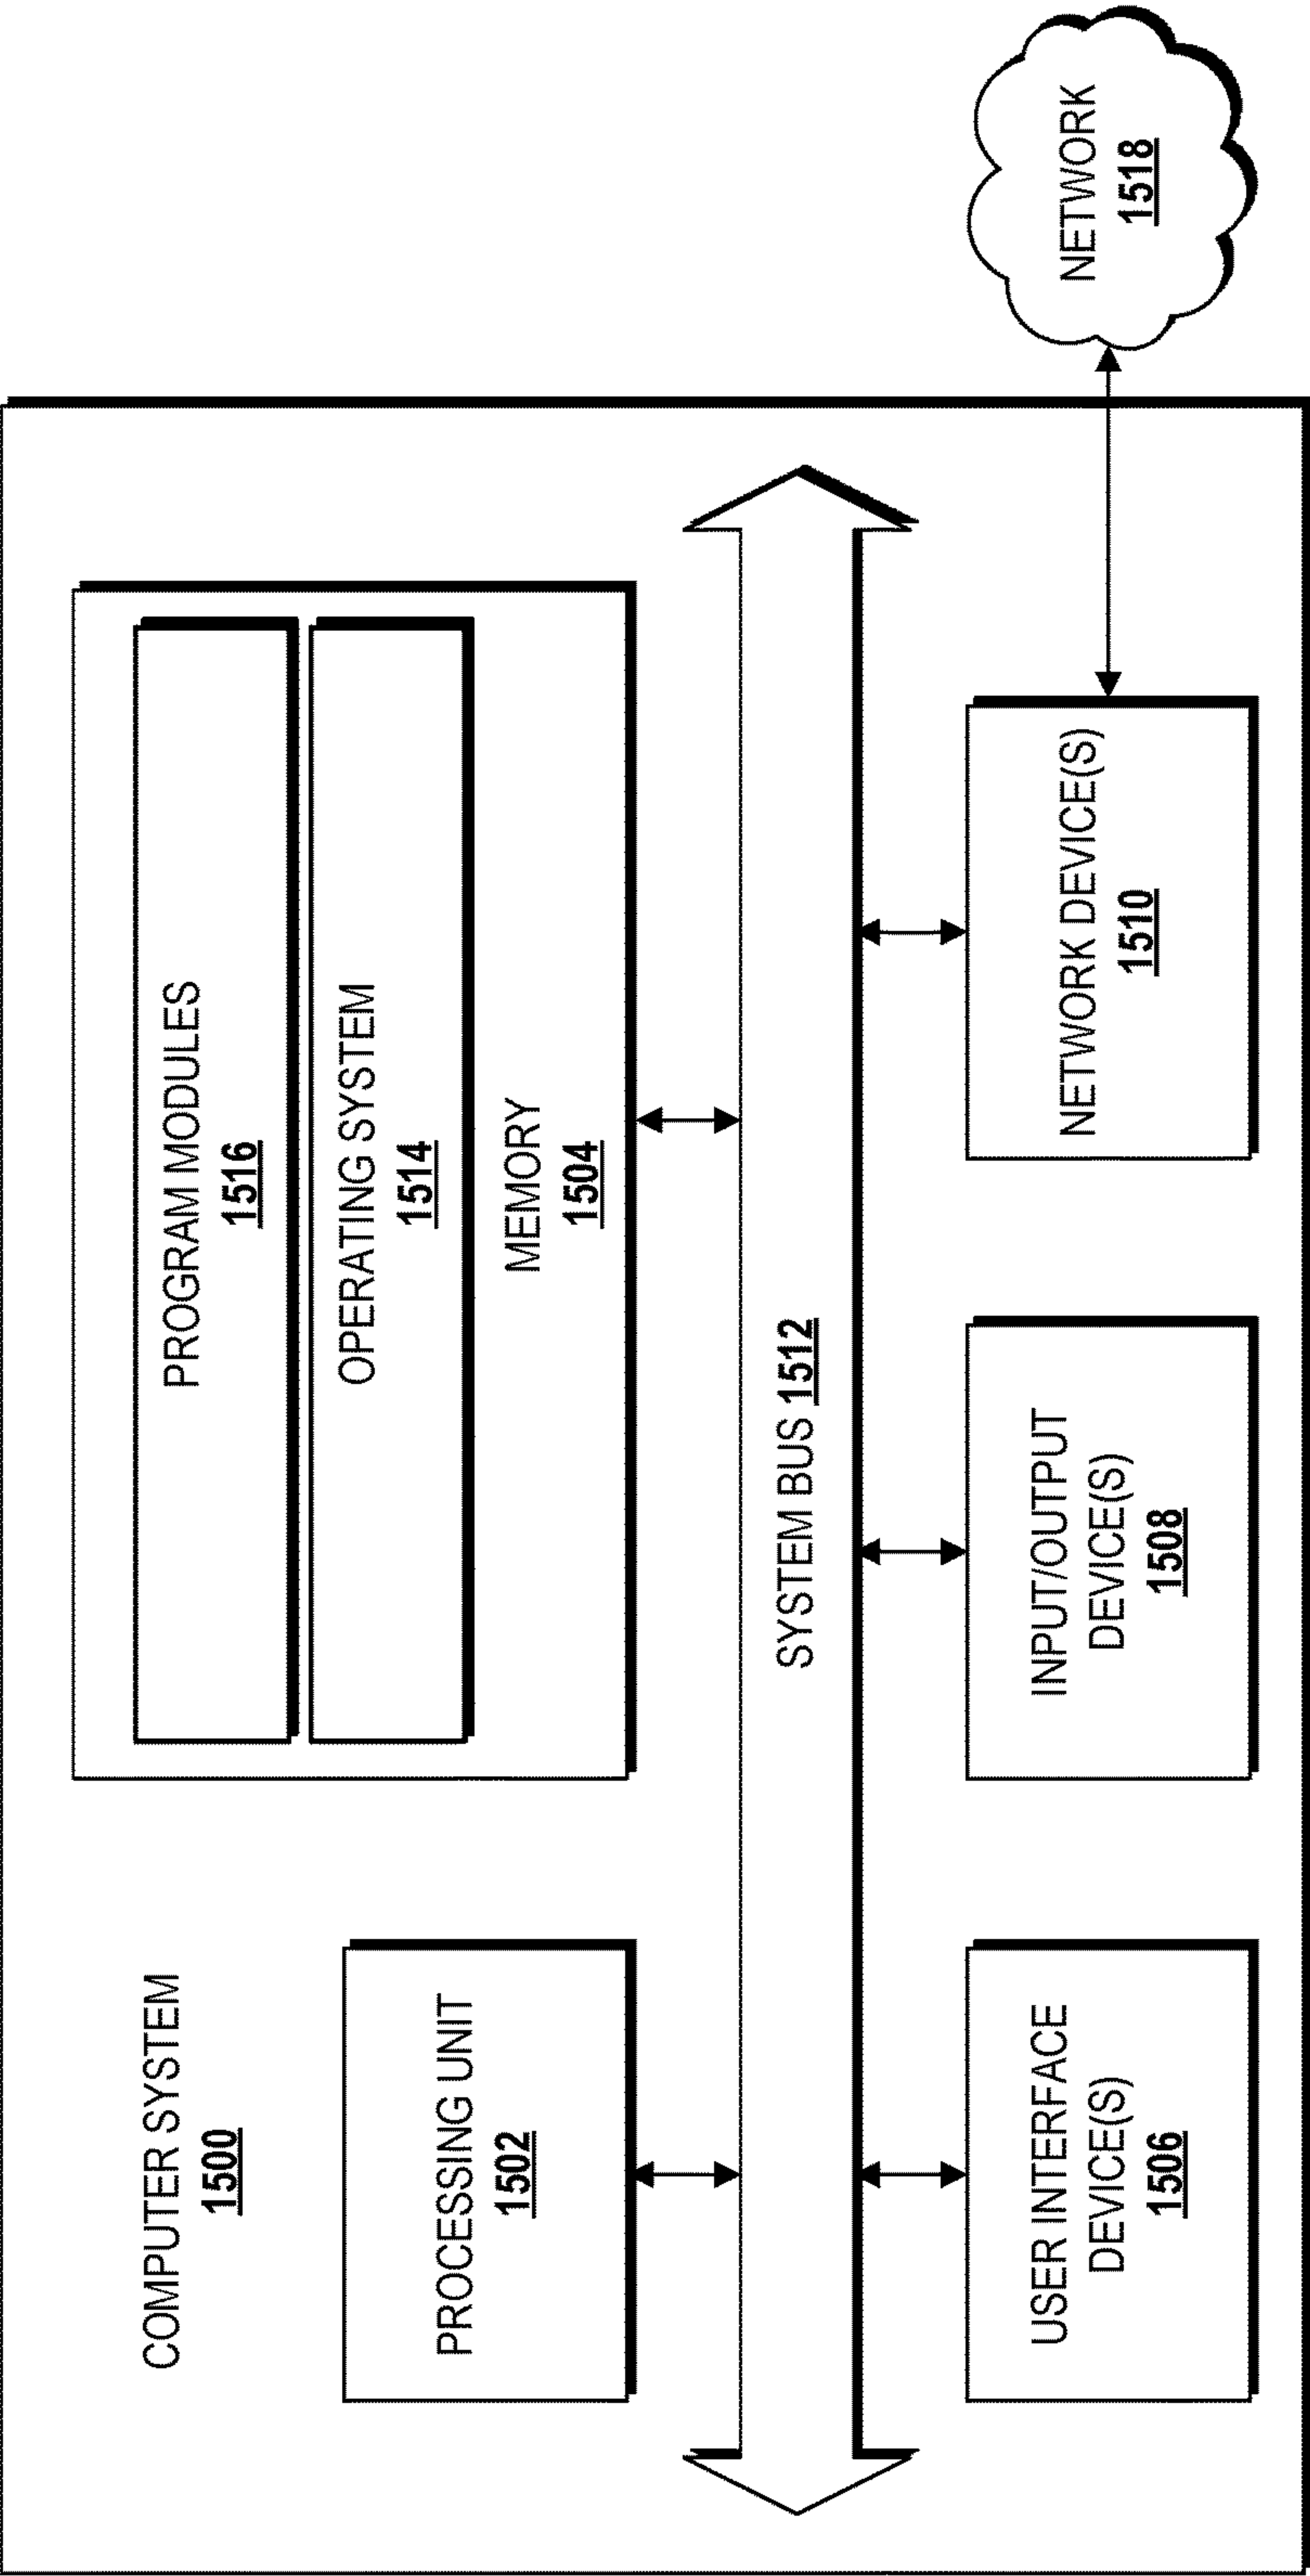 COMPUTER SYSTEM
1500
PROCESSING UNIT
1502
PROGRAM MODULES
1516
OPERATING SYSTEM
1514
MEMORY
1504
SYSTEM BUS 1512
USER INTERFACE
DEVICE(S)
1506
INPUT/OUTPUT
DEVICE(S)
1508
NETWORK DEVICE(S)
1510
NETWORK
1518